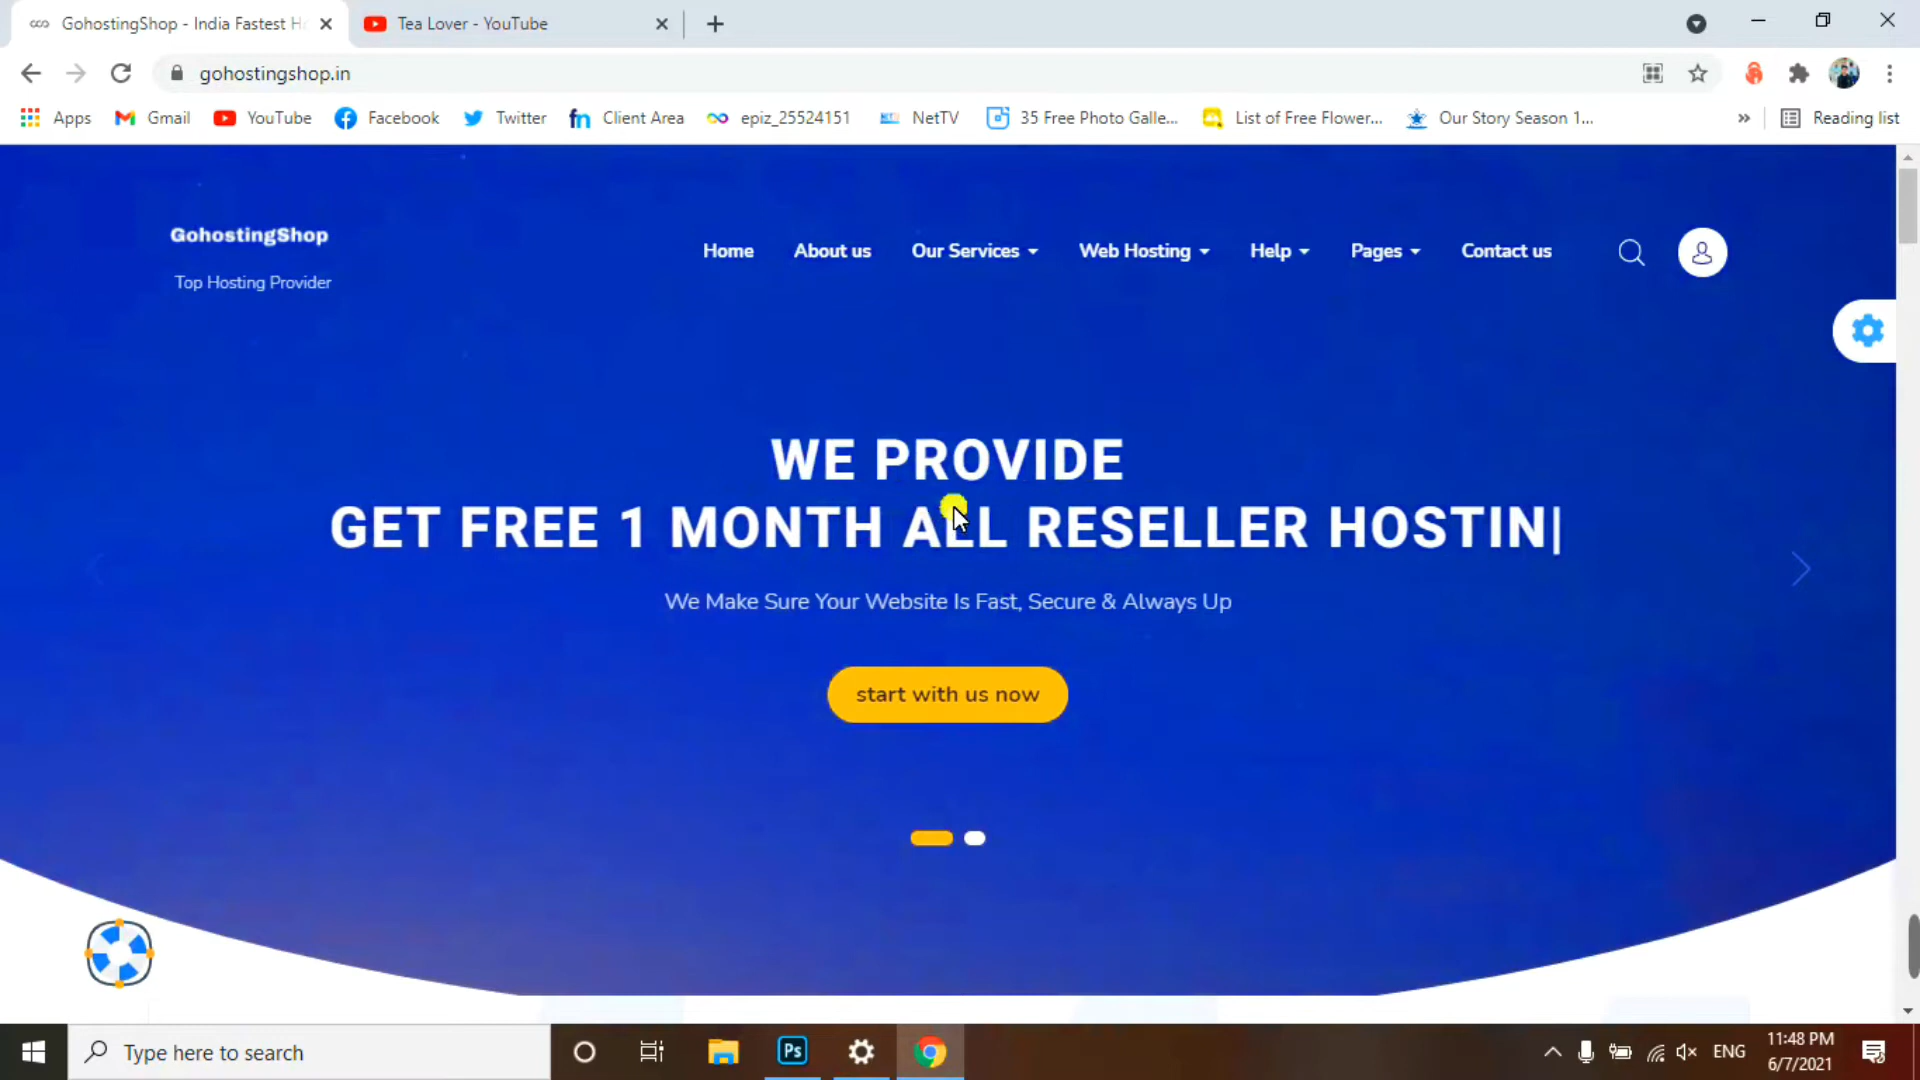 GohostingShop - India Fastest H
Tea Lover - YouTube
gohostingshop.in
Apps
Gmail
YouTube
Facebook
Twitter
fn Client Area
epiz_25524151
NetTV
35 Free Photo Galle...
List of Free Flower...
Our Story Season 1...
»
Reading list
GohostingShop
Top Hosting Provider
Home
About us
Our Services
Web Hosting
Help
Pages
Contact us
WE PROVIDE
GET FREE 1 MONTH ALL RESELLER HOSTIN|
We Make Sure Your Website Is Fast, Secure & Always Up
start with us now
Type here to search
Ps
ENG
11:48 PM
6/7/2021